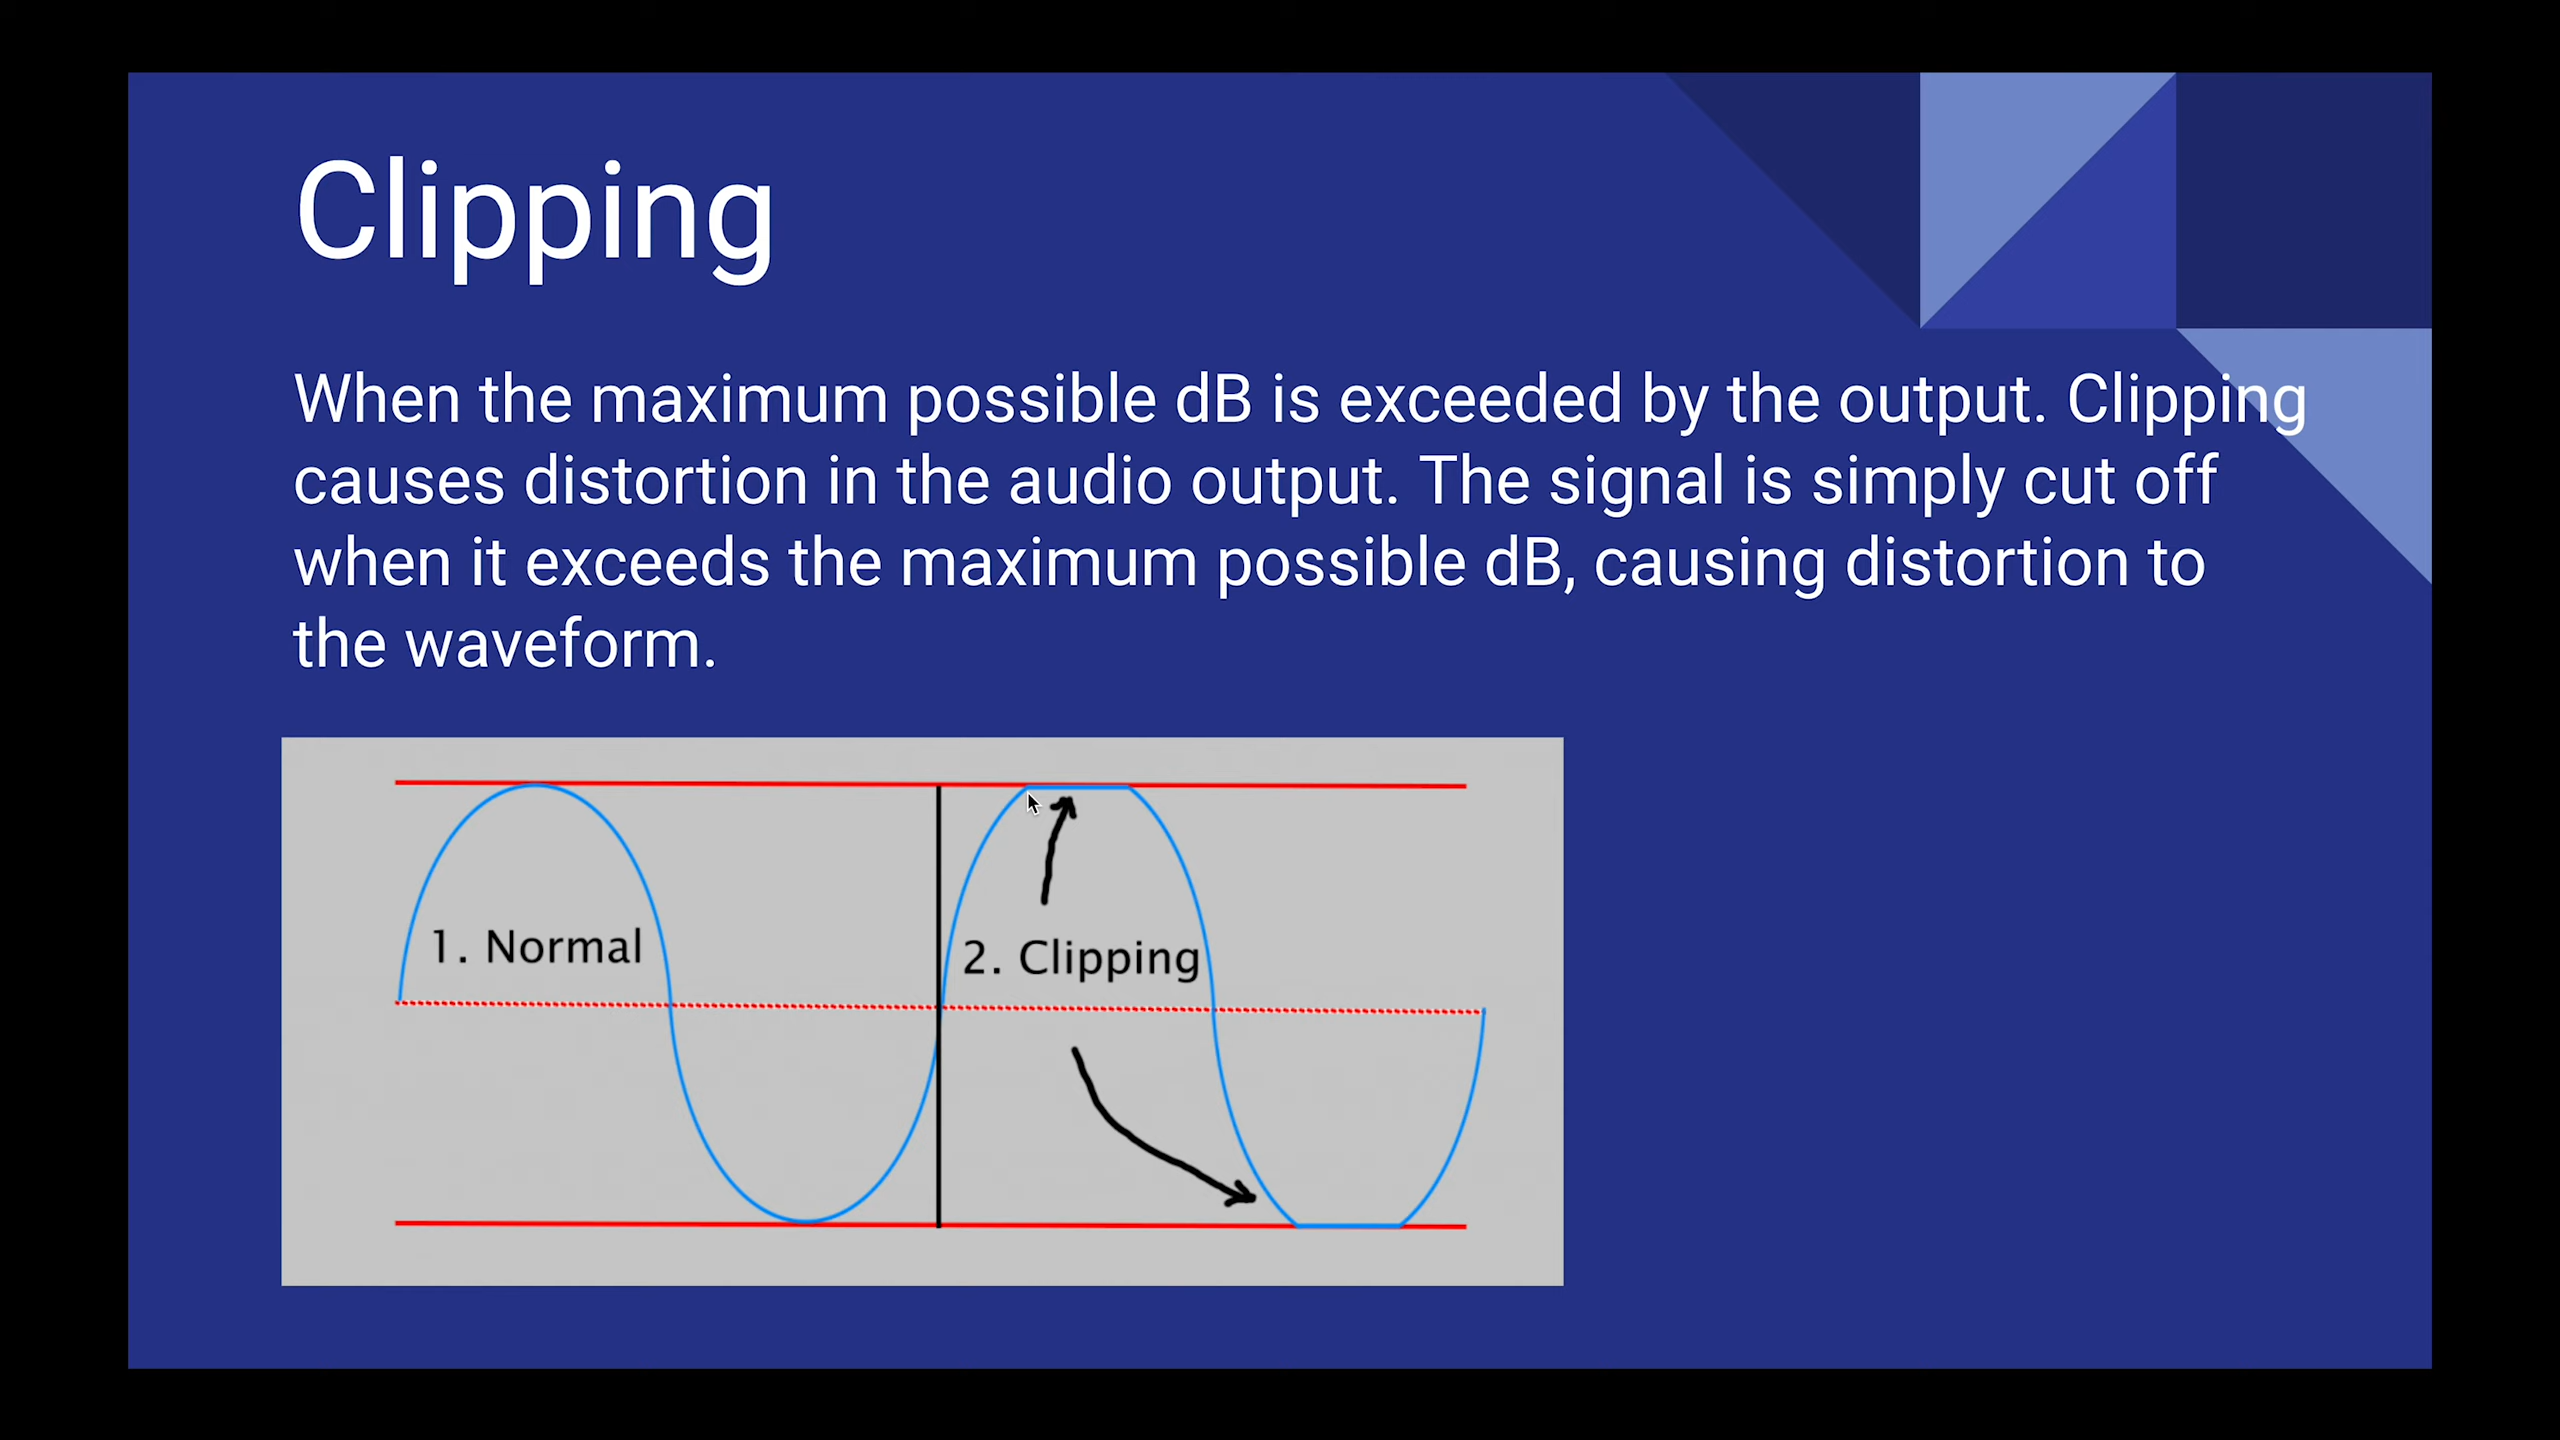 Clipping
When the maximum possible dB is exceeded by the output. Clipping
causes distortion in the audio output. The signal is simply cut off
when it exceeds the maximum possible dB, causing distortion to
the waveform.
1. Normal
2. Clipping